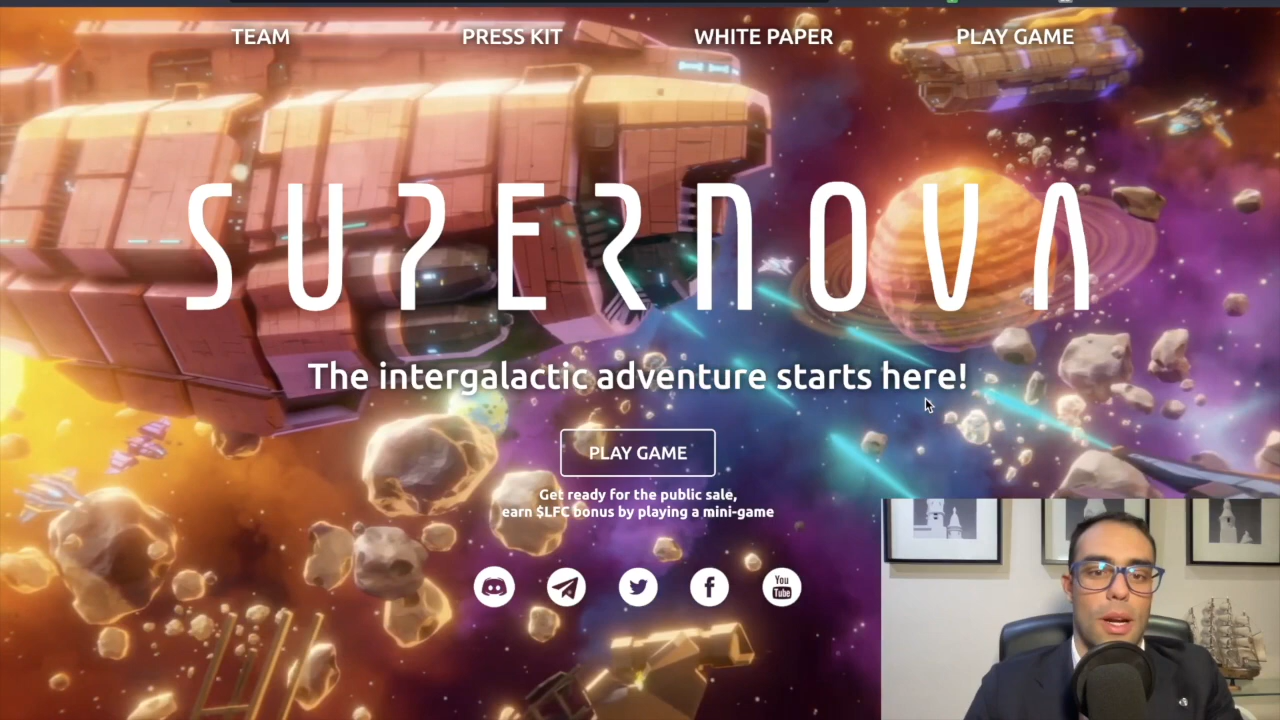 TEAM
PRESS KIT
WHITE PAPER
PLAY GAME
SUPERNOVA
The intergalactic adventure starts here!
PLAY GAME
Get ready for the public sale,
earn $LFC bonus by playing a mini-game
You
Tube